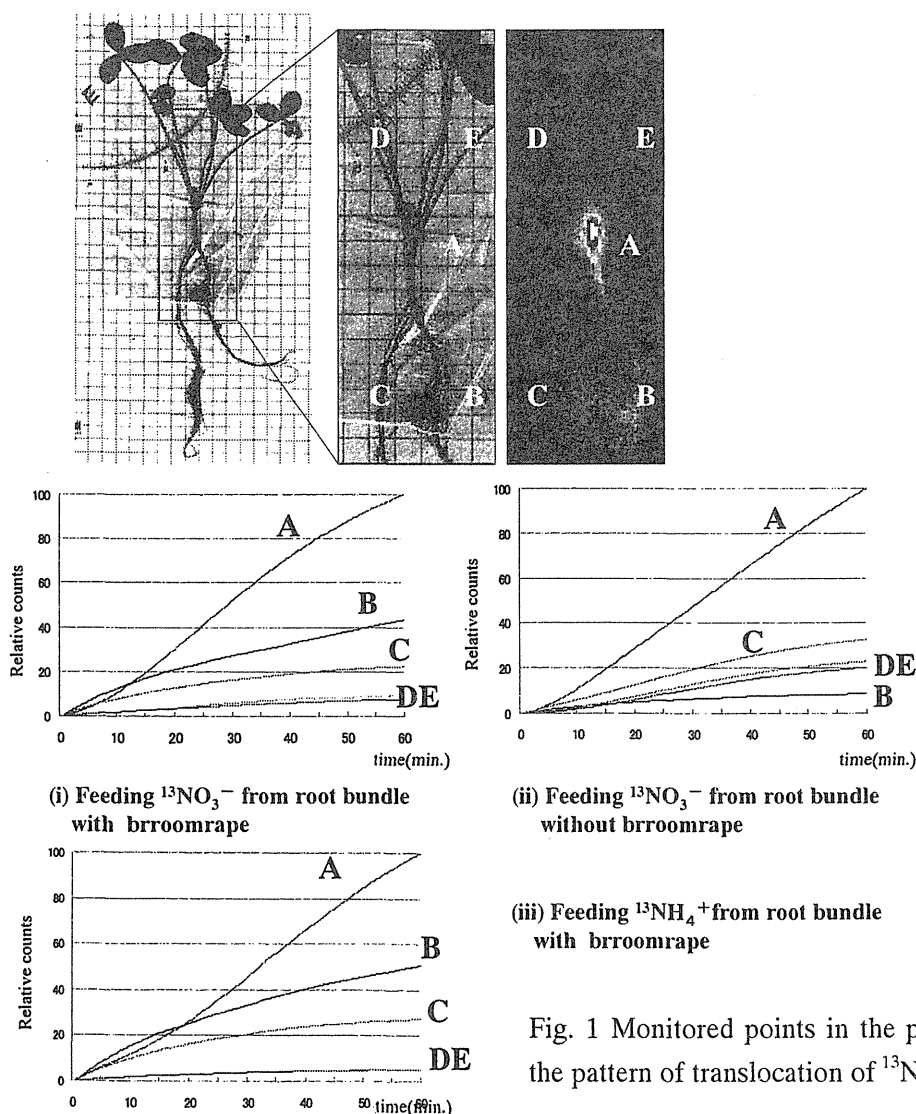 D E D E
A A
C B C B
100
80
60
40
20
0
Relative counts
A
B
C
DE
0 10 20 30 40 50 60
time(min.)
(i) Feeding ¹³NO₃⁻ from root bundle
with brroomrape
100
80
60
40
20
0
Relative counts
A
C
DE
B
0 10 20 30 40 50 60
time(min.)
(ii) Feeding ¹³NO₃⁻ from root bundle
without brroomrape
100
80
60
40
20
0
Relative counts
A
B
C
DE
0 10 20 30 40 50 60
time(min.)
(iii) Feeding ¹³NH₄⁺ from root bundle
with brroomrape
Fig. 1 Monitored points in the p
the pattern of translocation of ¹³N